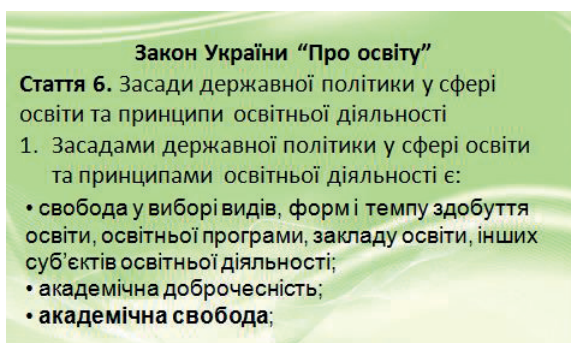 Закон України “Про освіту”
Стаття 6. Засади державної політики у сфері
освіти та принципи освітньої діяльності
1. Засадами державної політики у сфері освіти
та принципами освітньої діяльності є:
• свобода у виборі видів, форм і темпу здобуття
освіти, освітньої програми, закладу освіти, інших
суб’єктів освітньої діяльності;
• академічна доброчесність;
• академічна свобода;